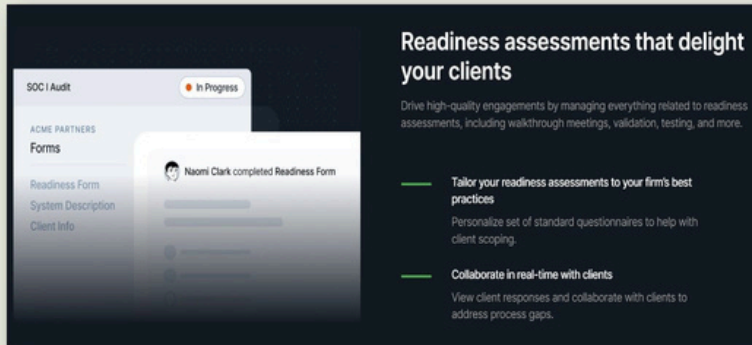 SOC I Audit
In Progress
ACME PARTNERS
Forms
Readiness Form
System Description
Client Info
Naomi Clark completed Readiness Form
Readiness assessments that delight
your clients
Drive high-quality engagements by managing everything related to readiness
assessments, including walkthrough meetings, validation, testing, and more.
Tailor your readiness assessments to your firm's best
practices
Personalize set of standard questionnaires to help with
client scoping.
Collaborate in real-time with clients
View client responses and collaborate with clients to
address process gaps.